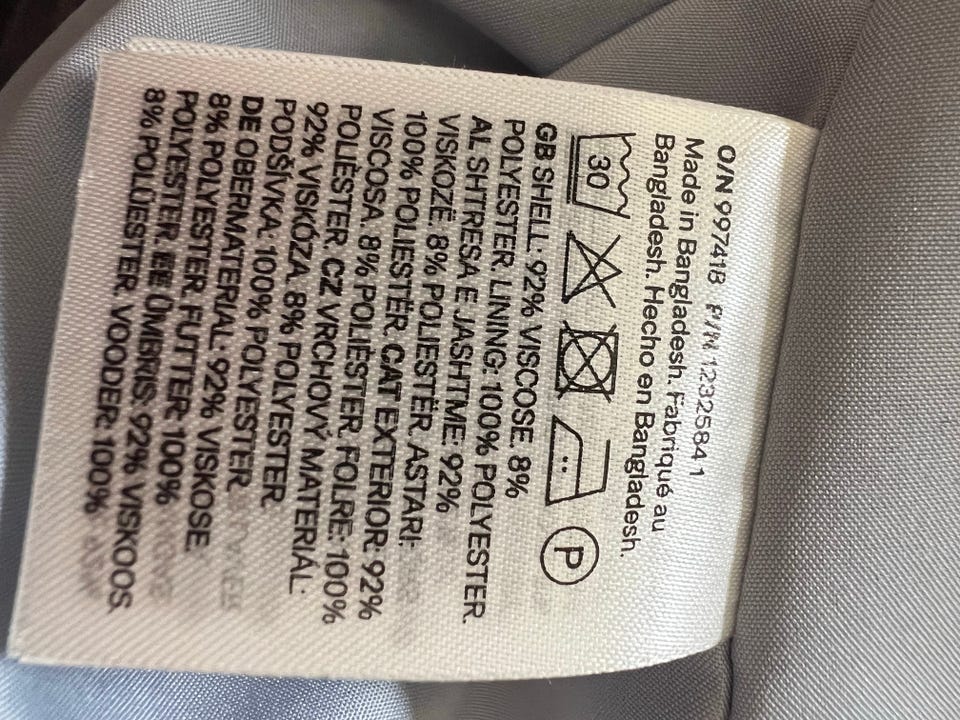 O/N 997418 P/N 12325841
Made in Bangladesh. Fabriqué au
Bangladesh. Hecho en Bangladesh.
30 P
GB SHELL: 92% VISCOSE. 8%
POLYESTER. LINING: 100% POLYESTER.
AL SHTRESA E JASHTME: 92%
VISKOZË. 8% POLIESTËR. ASTARI:
100% POLIESTËR. CAT EXTERIOR: 92%
VISCOSA. 8% POLIÈSTER. FOLRE: 100%
POLIÈSTER. CZ VRCHOVÝ MATERIÁL:
92% VISKÓZA. 8% POLYESTER.
PODŠÍVKA: 100% POLYESTER.
DE OBERMATERIAL: 92% VISKOSE.
8% POLYESTER. FUTTER: 100%
POLYESTER. EE ÜMBRIS: 92% VISKOOS.
8% POLÜESTER. VOODER: 100%